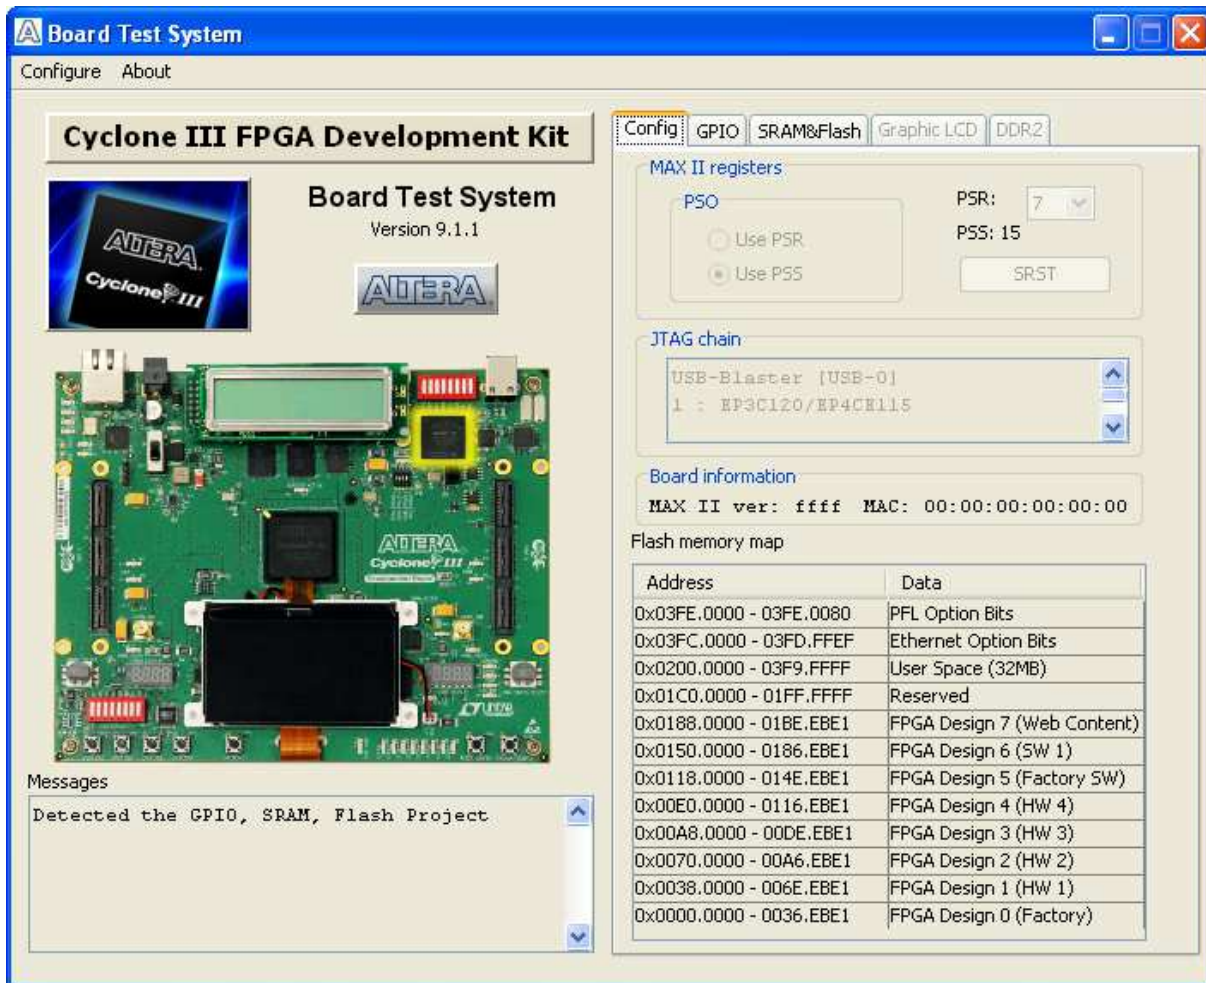 Board Test System
Configure About
Cyclone III FPGA Development Kit
ALTERA
Cyclone III
Board Test System
Version 9.1.1
ALTERA
ALTERA
Cyclone III
LINEAR
Messages
Detected the GPIO, SRAM, Flash Project
Config GPIO SRAM&Flash Graphic LCD DDR2
MAX II registers
PSO
Use PSR
Use PSS
PSR: 7
PSS: 15
SRST
JTAG chain
USB-Blaster [USB-0]
1 : EP3C120/EP4CE115
Board information
MAX II ver: ffff MAC: 00:00:00:00:00:00
Flash memory map
Address Data
0x03FE.0000 - 03FE.0080 PFL Option Bits
0x03FC.0000 - 03FD.FFEF Ethernet Option Bits
0x0200.0000 - 03F9.FFFF User Space (32MB)
0x01C0.0000 - 01FF.FFFF Reserved
0x0188.0000 - 01BE.EBE1 FPGA Design 7 (Web Content)
0x0150.0000 - 0186.EBE1 FPGA Design 6 (SW 1)
0x0118.0000 - 014E.EBE1 FPGA Design 5 (Factory SW)
0x00E0.0000 - 0116.EBE1 FPGA Design 4 (HW 4)
0x00A8.0000 - 00DE.EBE1 FPGA Design 3 (HW 3)
0x0070.0000 - 00A6.EBE1 FPGA Design 2 (HW 2)
0x0038.0000 - 006E.EBE1 FPGA Design 1 (HW 1)
0x0000.0000 - 0036.EBE1 FPGA Design 0 (Factory)